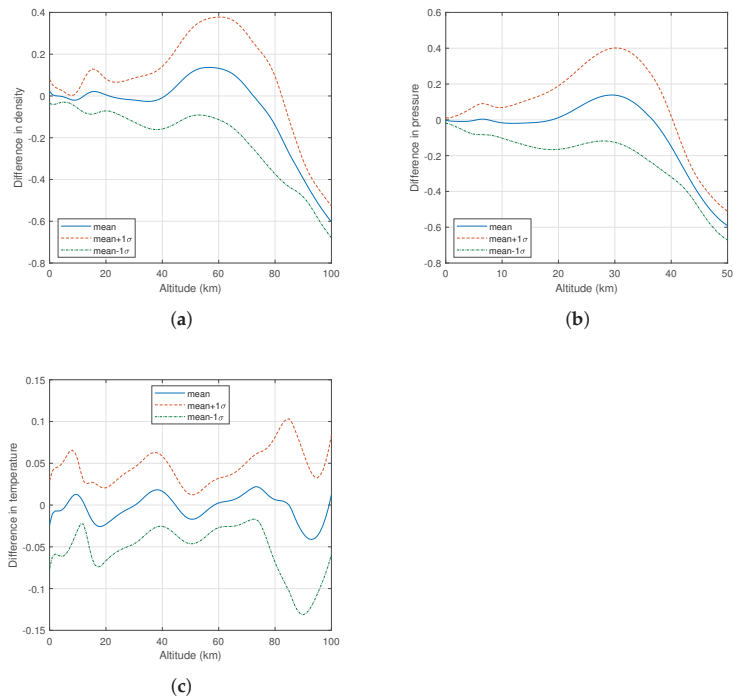 0.4
0.2
0
-0.2
-0.4
-0.6
-0.8
Difference in density
mean
mean+1σ
mean-1σ
0 20 40 60 80 100
Altitude (km)
(a)
0.6
0.4
0.2
0
-0.2
-0.4
-0.6
-0.8
Difference in pressure
mean
mean+1σ
mean-1σ
0 10 20 30 40 50
Altitude (km)
(b)
0.15
0.1
0.05
0
-0.05
-0.1
-0.15
Difference in temperature
mean
mean+1σ
mean-1σ
0 20 40 60 80 100
Altitude (km)
(c)